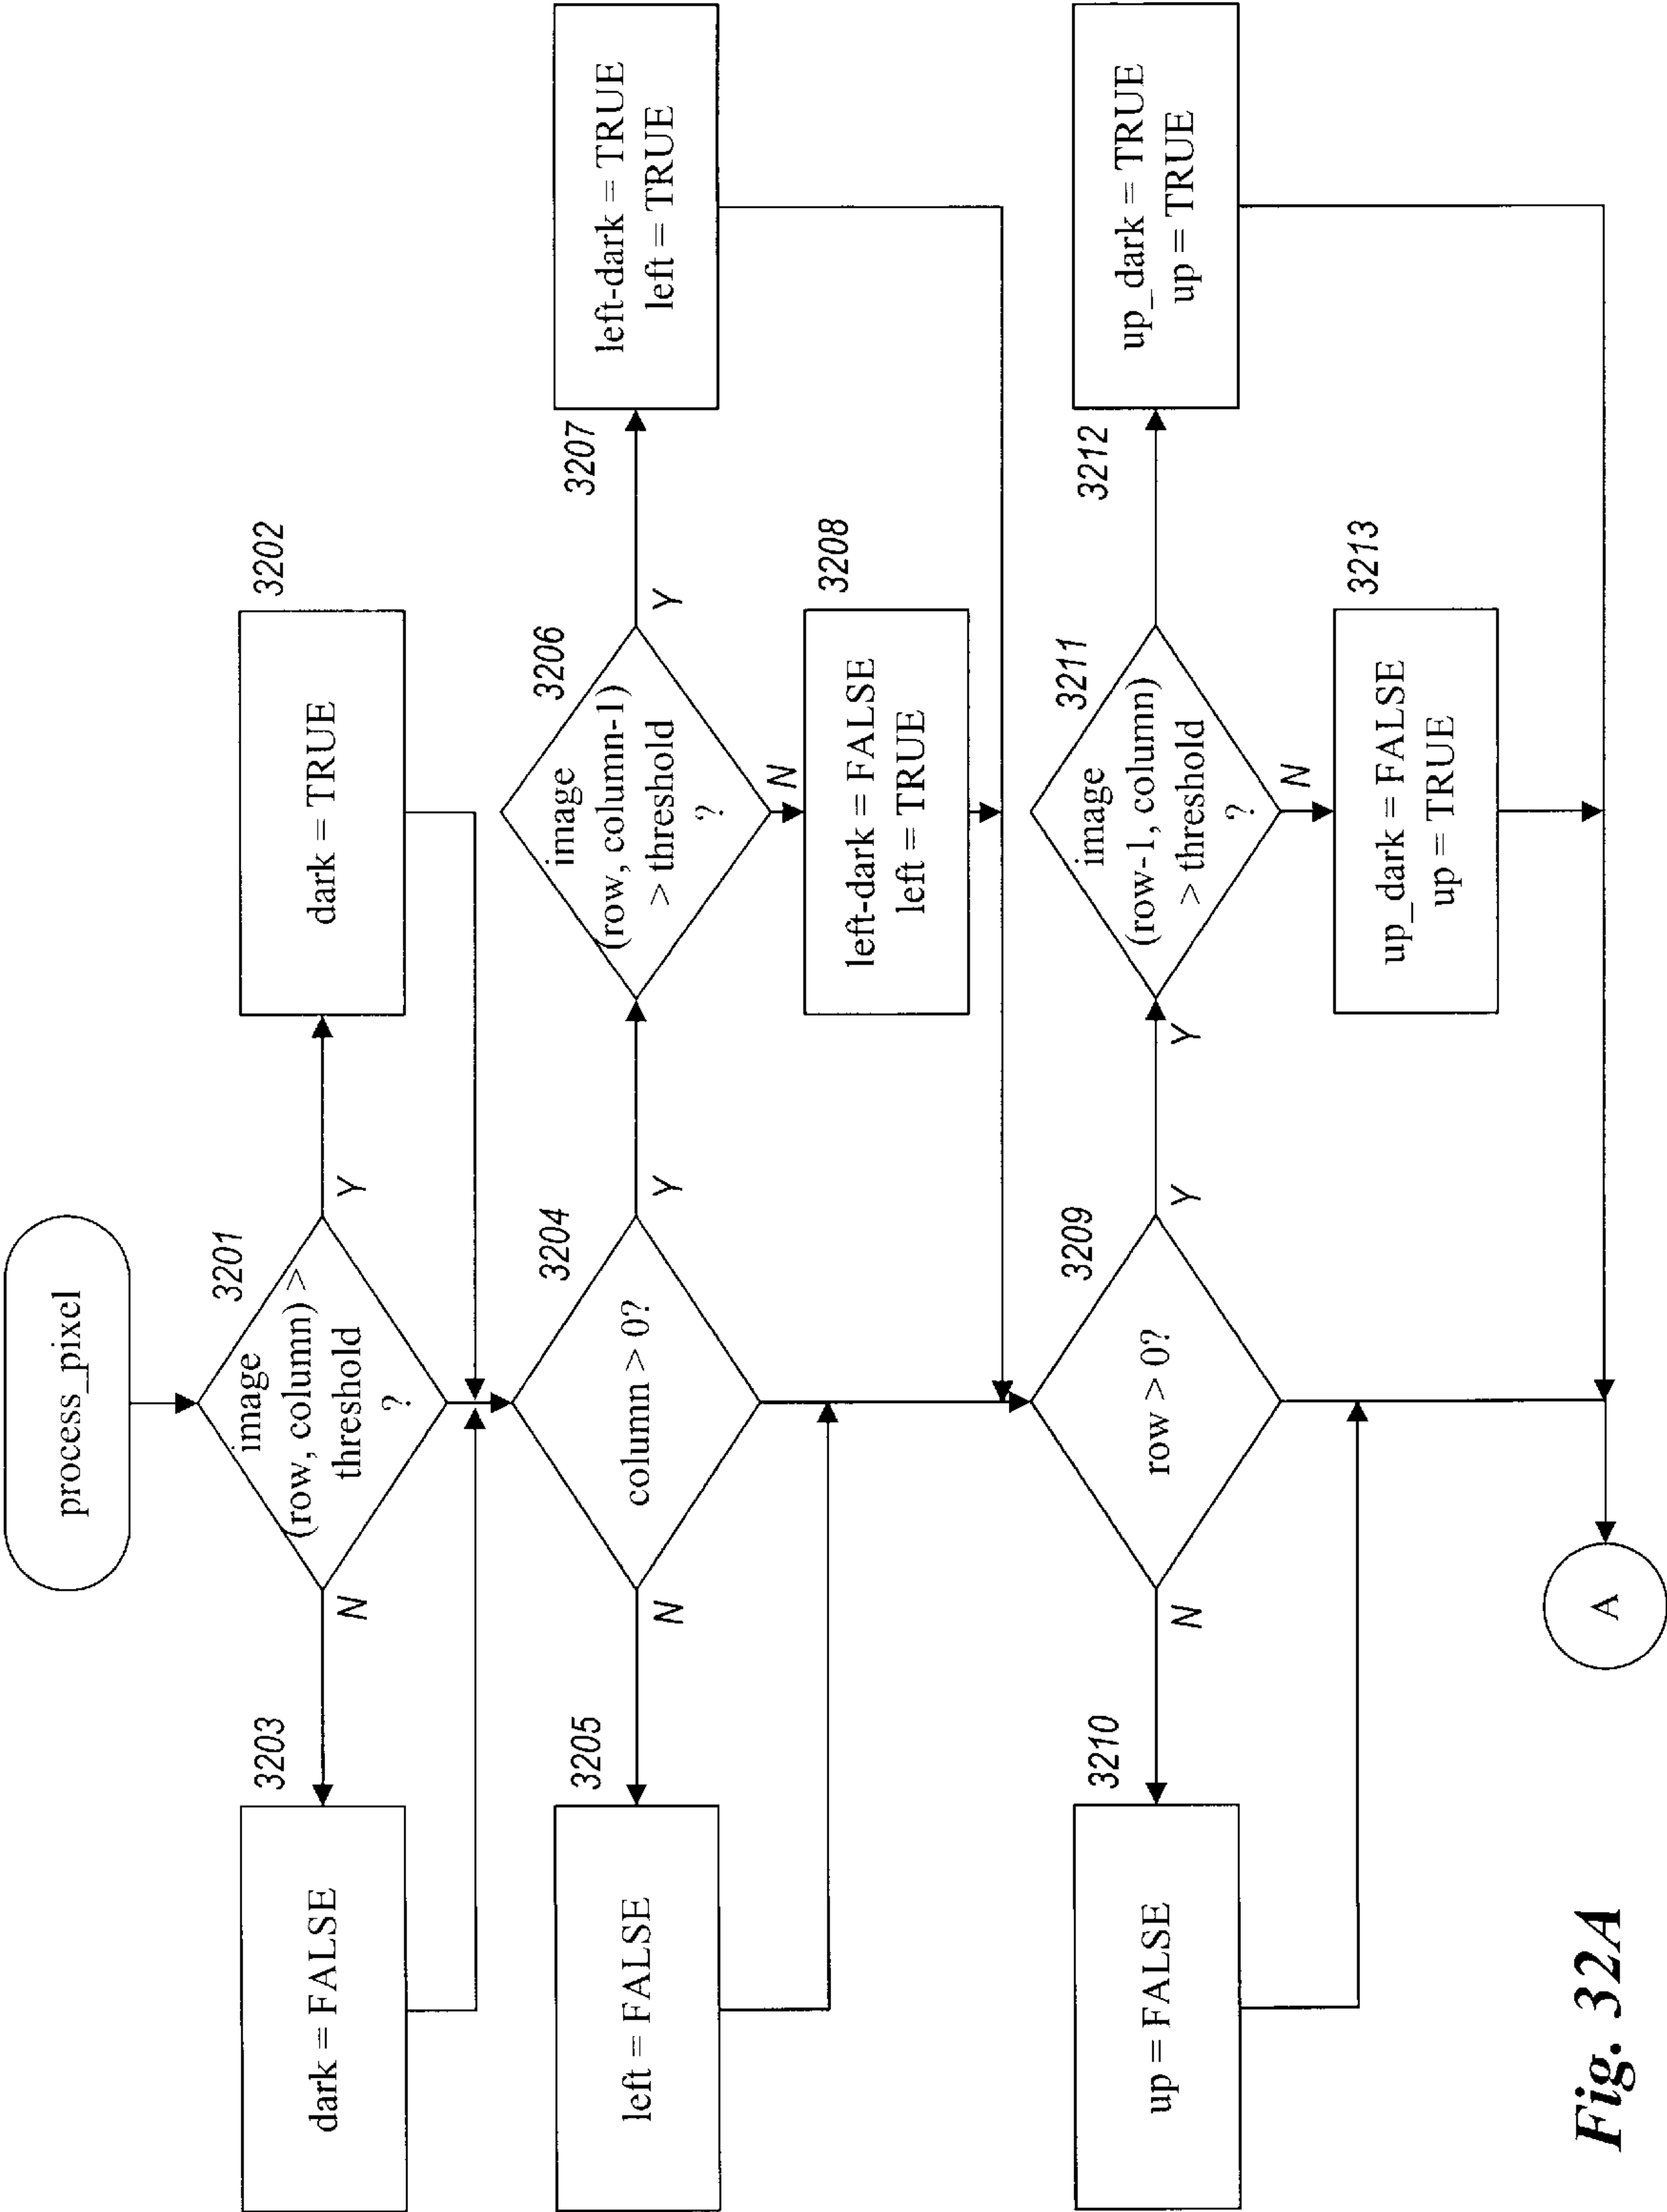 process_pixel
3201
image
(row, column) >
threshold
?
Y
N
3202
dark = TRUE
3203
dark = FALSE
3204
column > 0?
Y
N
3205
left = FALSE
3206
image
(row, column-1)
> threshold
?
Y
N
3207
left-dark = TRUE
left = TRUE
3208
left-dark = FALSE
left = TRUE
3209
row > 0?
Y
N
3210
up = FALSE
3211
image
(row-1, column)
> threshold
?
Y
N
3212
up_dark = TRUE
up = TRUE
3213
up_dark = FALSE
up = TRUE
A
Fig. 32A